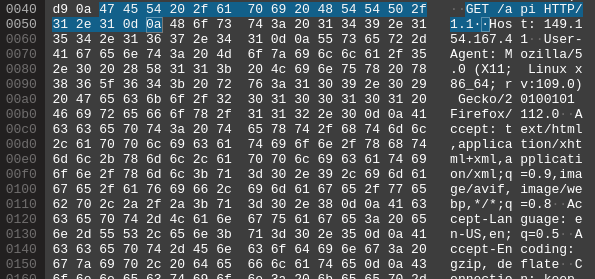 0040 d9 0a 47 45 54 20 2f 61 70 69 20 48 54 54 50 2f ··GET /a pi HTTP/
0050 31 2e 31 0d 0a 48 6f 73 74 3a 20 31 34 39 2e 31 1.1··Hos t: 149.1
0060 35 34 2e 31 36 37 2e 34 31 0d 0a 55 73 65 72 2d 54.167.4 1··User-
0070 41 67 65 6e 74 3a 20 4d 6f 7a 69 6c 6c 61 2f 35 Agent: M ozilla/5
0080 2e 30 20 28 58 31 31 3b 20 4c 69 6e 75 78 20 78 .0 (X11; Linux x
0090 38 36 5f 36 34 3b 20 72 76 3a 31 30 39 2e 30 29 86_64; r v:109.0)
00a0 20 47 65 63 6b 6f 2f 32 30 31 30 30 31 30 31 20 Gecko/2 0100101
00b0 46 69 72 65 66 6f 78 2f 31 31 32 2e 30 0d 0a 41 Firefox/ 112.0··A
00c0 63 63 65 70 74 3a 20 74 65 78 74 2f 68 74 6d 6c ccept: t ext/html
00d0 2c 61 70 70 6c 69 63 61 74 69 6f 6e 2f 78 68 74 ,applica tion/xht
00e0 6d 6c 2b 78 6d 6c 2c 61 70 70 6c 69 63 61 74 69 ml+xml,a pplicati
00f0 6f 6e 2f 78 6d 6c 3b 71 3d 30 2e 39 2c 69 6d 61 on/xml;q =0.9,ima
0100 67 65 2f 61 76 69 66 2c 69 6d 61 67 65 2f 77 65 ge/avif, image/we
0110 62 70 2c 2a 2f 2a 3b 71 3d 30 2e 38 0d 0a 41 63 bp,*/*;q =0.8··Ac
0120 63 65 70 74 2d 4c 61 6e 67 75 61 67 65 3a 20 65 cept-Lan guage: e
0130 6e 2d 55 53 2c 65 6e 3b 71 3d 30 2e 35 0d 0a 41 n-US,en; q=0.5··A
0140 63 63 65 70 74 2d 45 6e 63 6f 64 69 6e 67 3a 20 ccept-En coding:
0150 67 7a 69 70 2c 20 64 65 66 6c 61 74 65 0d 0a 43 gzip, de flate··C